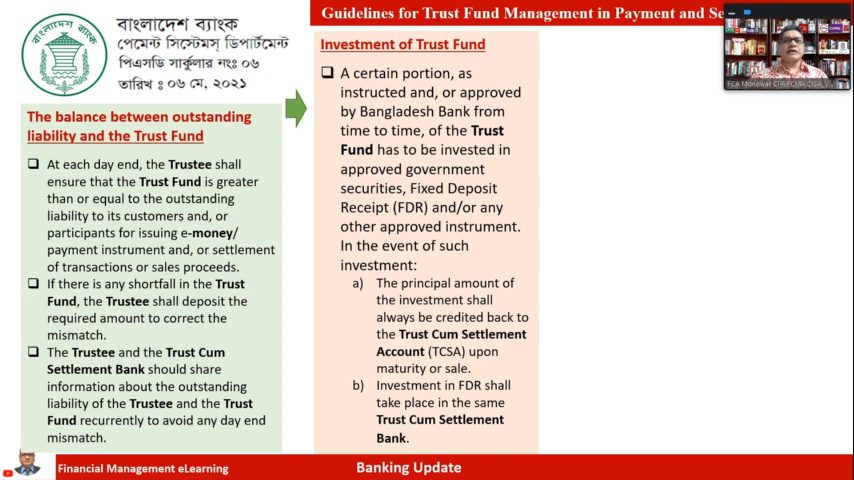 Guidelines for Trust Fund Management in Payment and Se
বাংলাদেশ ব্যাংক
বাংলাদেশ ব্যাংক
পেমেন্ট সিস্টেমস্ ডিপার্টমেন্ট
পিএসডি সার্কুলার নংঃ ০৬
তারিখ : ০৬ মে, ২০২১
The balance between outstanding
liability and the Trust Fund
❑ At each day end, the Trustee shall
ensure that the Trust Fund is greater
than or equal to the outstanding
liability to its customers and, or
participants for issuing e-money/
payment instrument and, or settlement
of transactions or sales proceeds.
❑ If there is any shortfall in the Trust
Fund, the Trustee shall deposit the
required amount to correct the
mismatch.
❑ The Trustee and the Trust Cum
Settlement Bank should share
information about the outstanding
liability of the Trustee and the Trust
Fund recurrently to avoid any day end
mismatch.
Investment of Trust Fund
❑ A certain portion, as
instructed and, or approved
by Bangladesh Bank from
time to time, of the Trust
Fund has to be invested in
approved government
securities, Fixed Deposit
Receipt (FDR) and/or any
other approved instrument.
In the event of such
investment:
a) The principal amount of
the investment shall
always be credited back to
the Trust Cum Settlement
Account (TCSA) upon
maturity or sale.
b) Investment in FDR shall
take place in the same
Trust Cum Settlement
Bank.
FCA Monowar CPA FCMA CISA
Financial Management eLearning
Banking Update